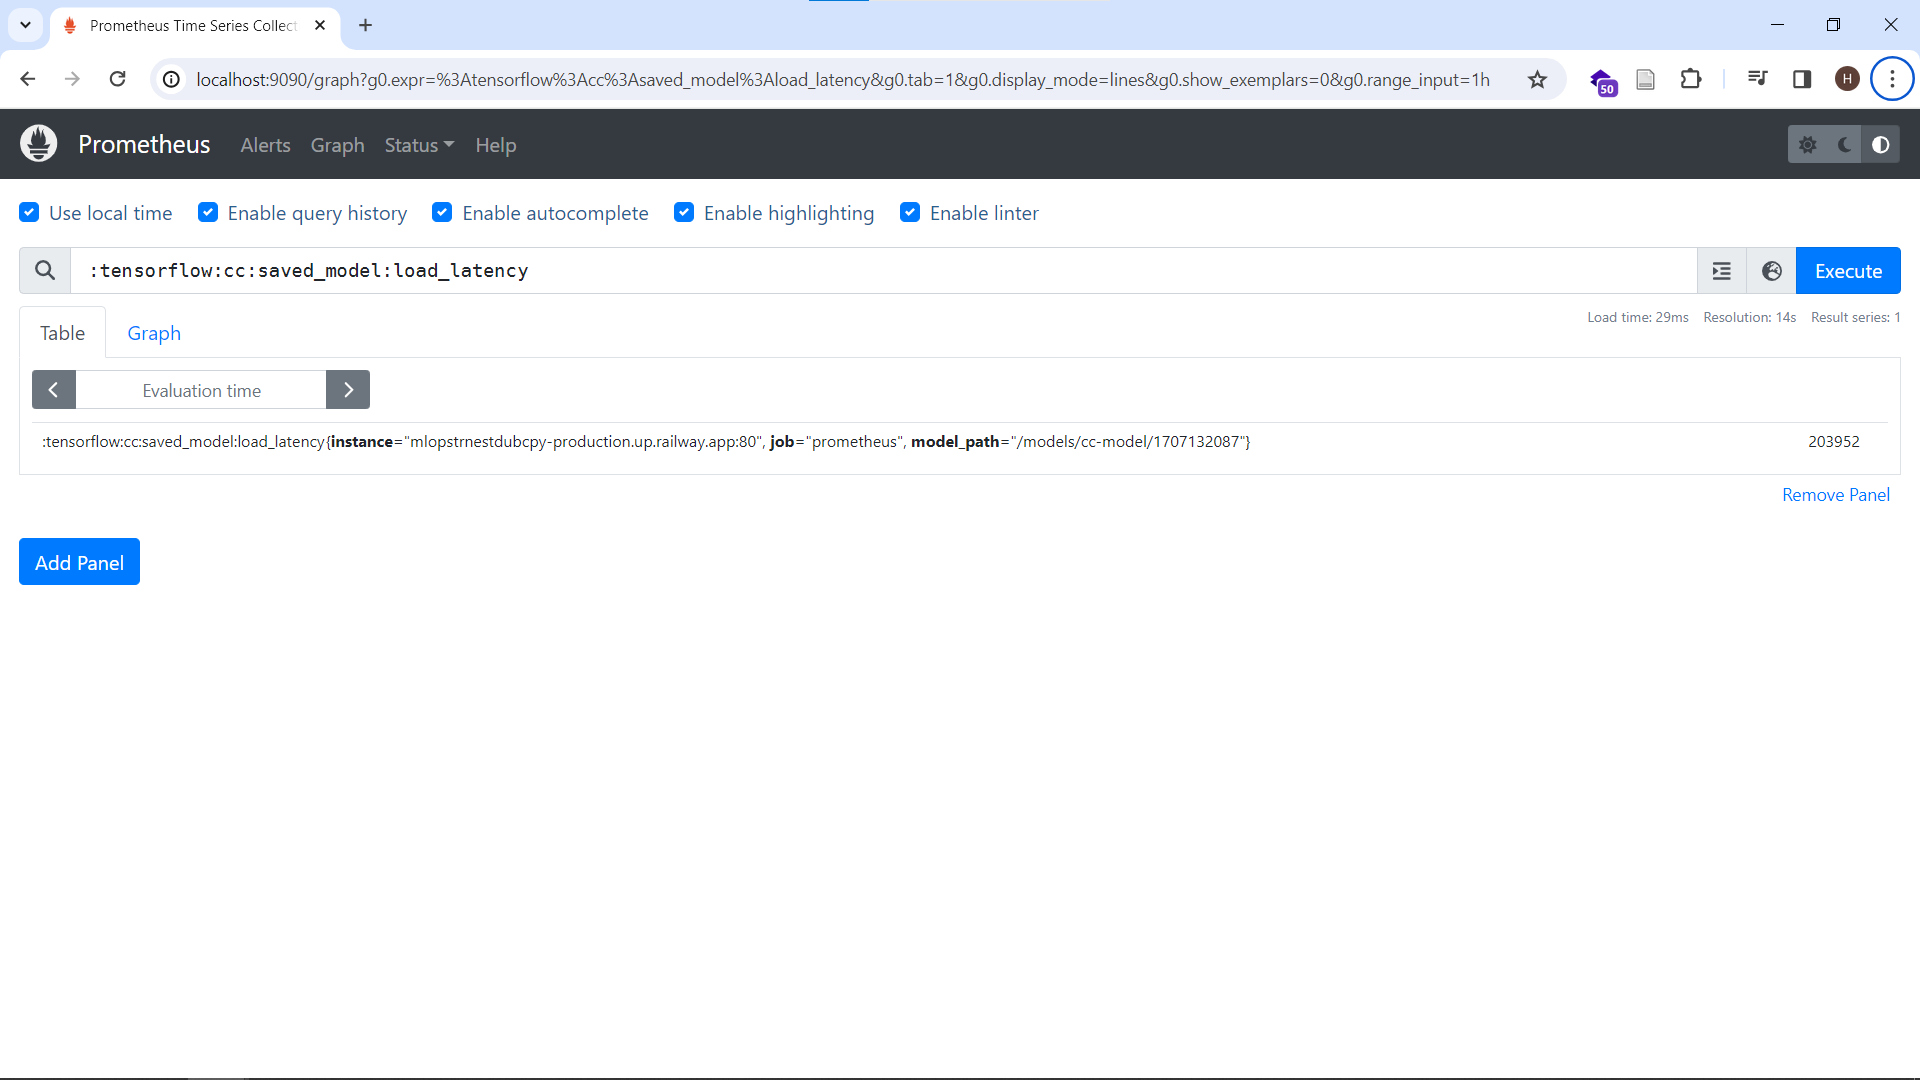 Prometheus Time Series Collect
localhost:9090/graph?g0.expr=%3Atensorflow%3Acc%3Asaved_model%3Aload_latency&g0.tab=1&g0.display_mode=lines&g0.show_exemplars=0&g0.range_input=1h
50
H
Prometheus Alerts Graph Status Help
Use local time Enable query history Enable autocomplete Enable highlighting Enable linter
:tensorflow:cc:saved_model:load_latency
Execute
Table Graph
Load time: 29ms Resolution: 14s Result series: 1
Evaluation time
:tensorflow:cc:saved_model:load_latency{instance="mlopstrnestdubcpy-production.up.railway.app:80", job="prometheus", model_path="/models/cc-model/1707132087"} 203952
Remove Panel
Add Panel